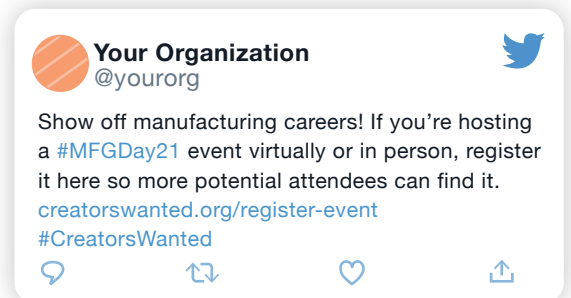 Your Organization
@yourorg
Show off manufacturing careers! If you’re hosting
a #MFGDay21 event virtually or in person, register
it here so more potential attendees can find it.
creatorswanted.org/register-event
#CreatorsWanted